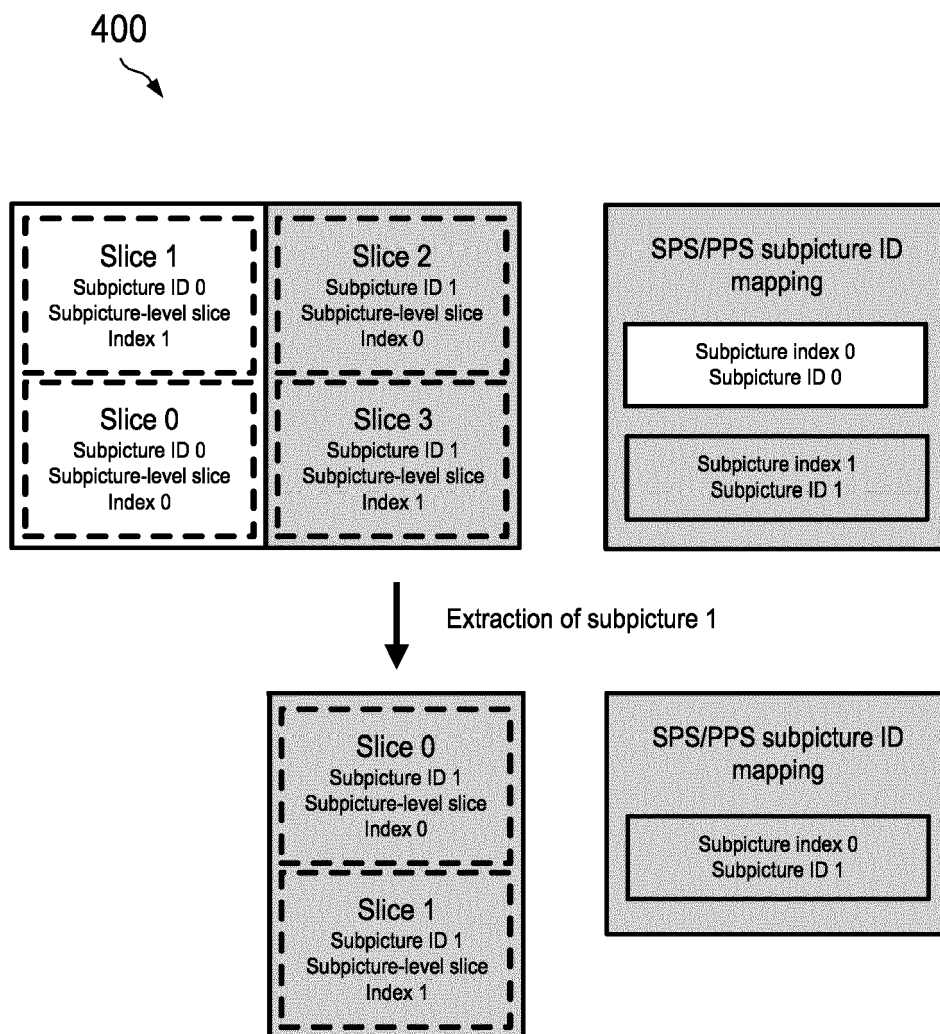 400
Slice 1
Subpicture ID 0
Subpicture-level slice
Index 1
Slice 2
Subpicture ID 1
Subpicture-level slice
Index 0
Slice 0
Subpicture ID 0
Subpicture-level slice
Index 0
Slice 3
Subpicture ID 1
Subpicture-level slice
Index 1
SPS/PPS subpicture ID
mapping
Subpicture index 0
Subpicture ID 0
Subpicture index 1
Subpicture ID 1
Extraction of subpicture 1
Slice 0
Subpicture ID 1
Subpicture-level slice
Index 0
Slice 1
Subpicture ID 1
Subpicture-level slice
Index 1
SPS/PPS subpicture ID
mapping
Subpicture index 0
Subpicture ID 1